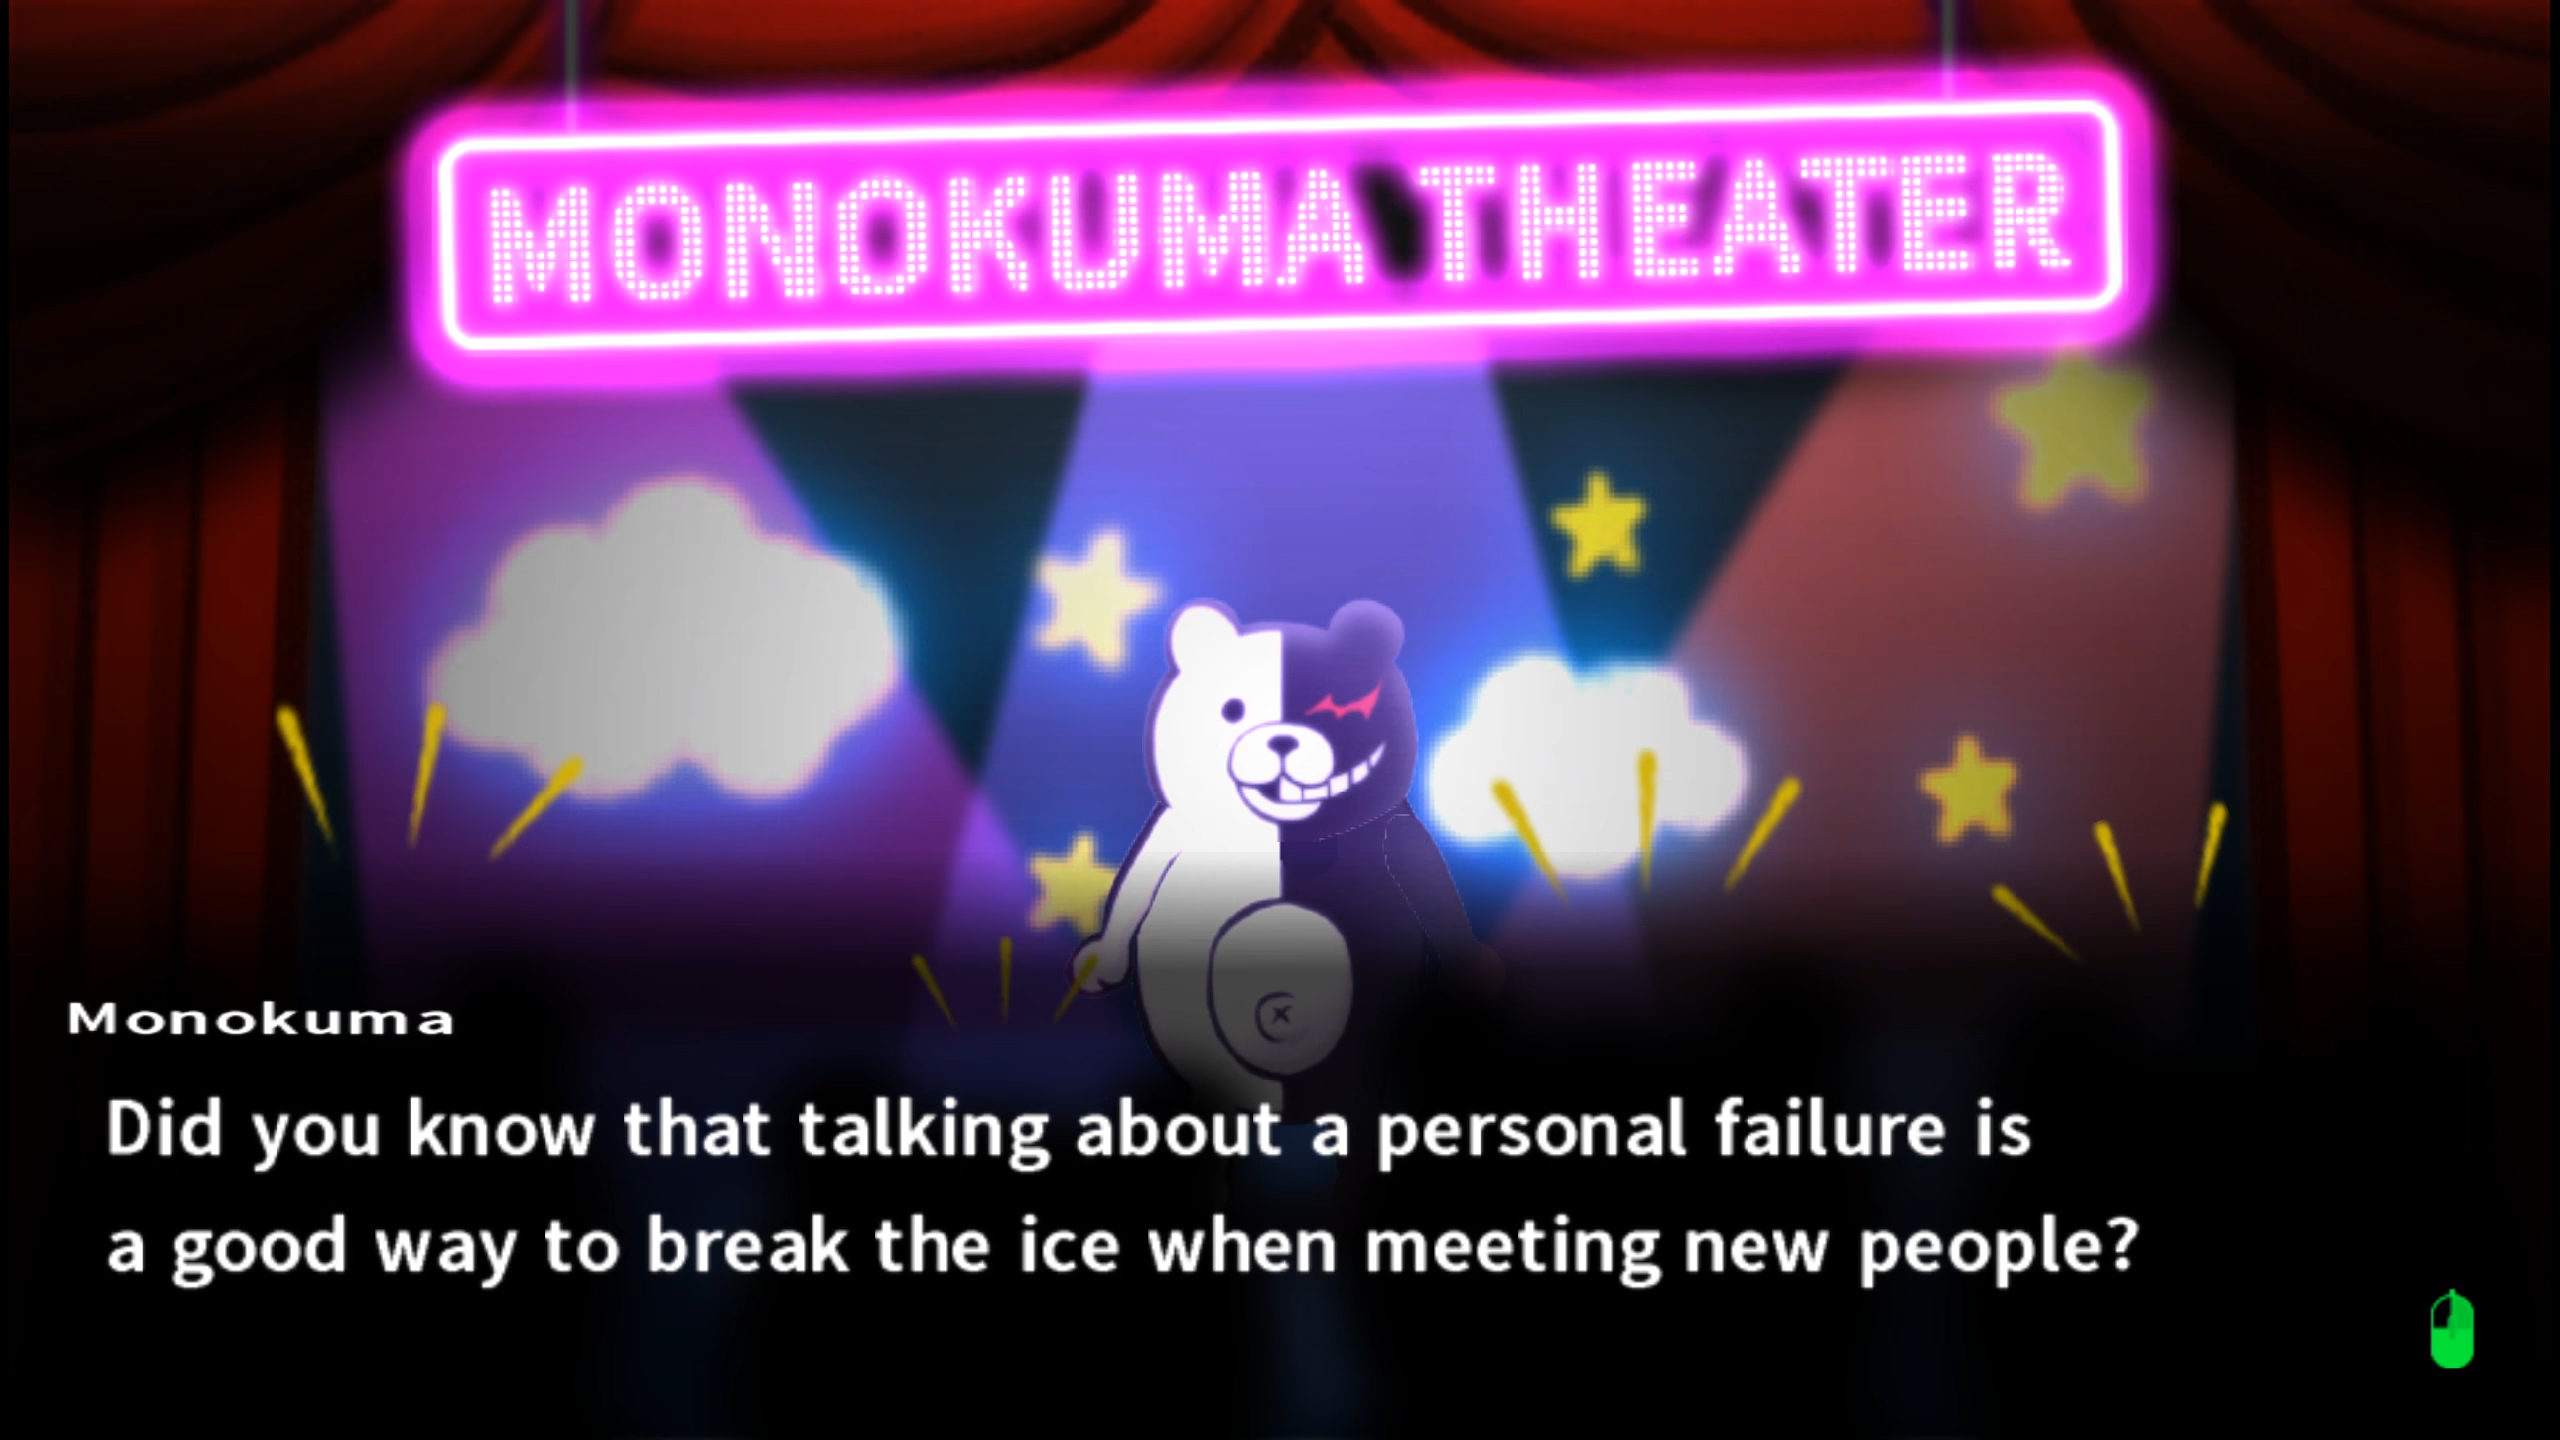 MONOKUMA THEATER
Monokuma
Did you know that talking about a personal failure is
a good way to break the ice when meeting new people?